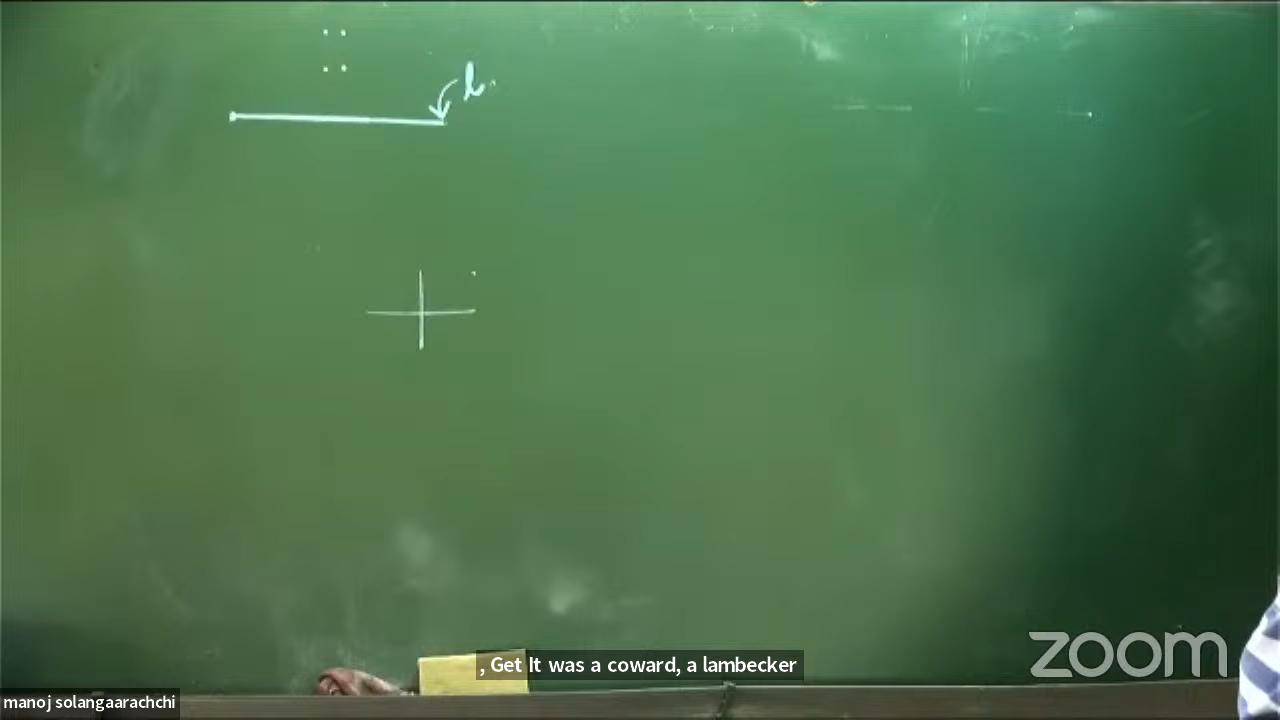 h
, Get It was a coward, a lambecker
zoom
manoj solangaarachchi